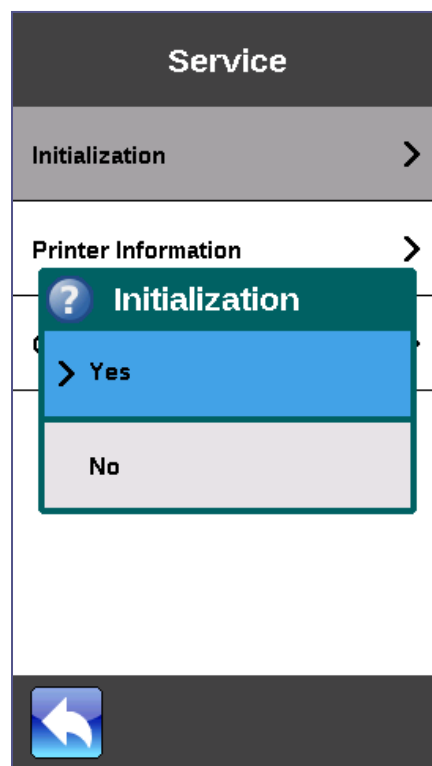 Service
Initialization
Printer Information
Initialization
Yes
No